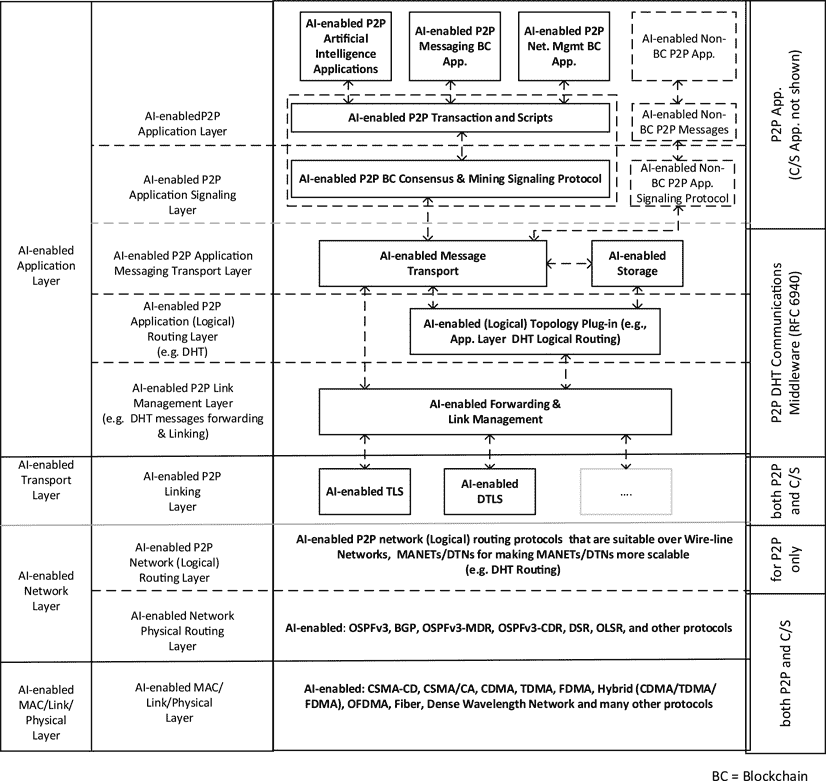 AI-enabled P2P
Artificial
Intelligence
Applications
AI-enabled P2P
Messaging BC
App.
AI-enabled P2P
Net. Mgmt BC
App.
AI-enabled Non-
BC P2P App.
P2P App.
(C/S App. not shown)
AI-enabledP2P
Application Layer
AI-enabled P2P Transaction and Scripts
AI-enabled Non-
BC P2P Messages
AI-enabled P2P
Application Signaling
Layer
AI-enabled P2P BC Consensus & Mining Signaling Protocol
AI-enabled Non-
BC P2P App.
Signaling Protocol
AI-enabled
Application
Layer
AI-enabled P2P Application
Messaging Transport Layer
AI-enabled Message
Transport
AI-enabled
Storage
P2P DHT Communications
Middleware (RFC 6940)
AI-enabled P2P
Application (Logical)
Routing Layer
(e.g. DHT)
AI-enabled (Logical) Topology Plug-in (e.g.,
App. Layer DHT Logical Routing)
AI-enabled P2P Link
Management Layer
(e.g. DHT messages forwarding
& Linking)
AI-enabled Forwarding &
Link Management
AI-enabled
Transport
Layer
AI-enabled P2P
Linking
Layer
AI-enabled TLS
AI-enabled
DTLS
....
both P2P
and C/S
AI-enabled
Network
Layer
AI-enabled P2P
Network (Logical)
Routing Layer
AI-enabled P2P network (Logical) routing protocols that are suitable over Wire-line
Networks, MANETs/DTNs for making MANETs/DTNs more scalable
(e.g. DHT Routing)
for P2P
only
AI-enabled Network
Physical Routing
Layer
AI-enabled: OSPFv3, BGP, OSPFv3-MDR, OSPFv3-CDR, DSR, OLSR, and other protocols
both P2P and C/S
AI-enabled
MAC/Link/
Physical
Layer
AI-enabled MAC/
Link/Physical
Layer
AI-enabled: CSMA-CD, CSMA/CA, CDMA, TDMA, FDMA, Hybrid (CDMA/TDMA/
FDMA), OFDMA, Fiber, Dense Wavelength Network and many other protocols
BC = Blockchain